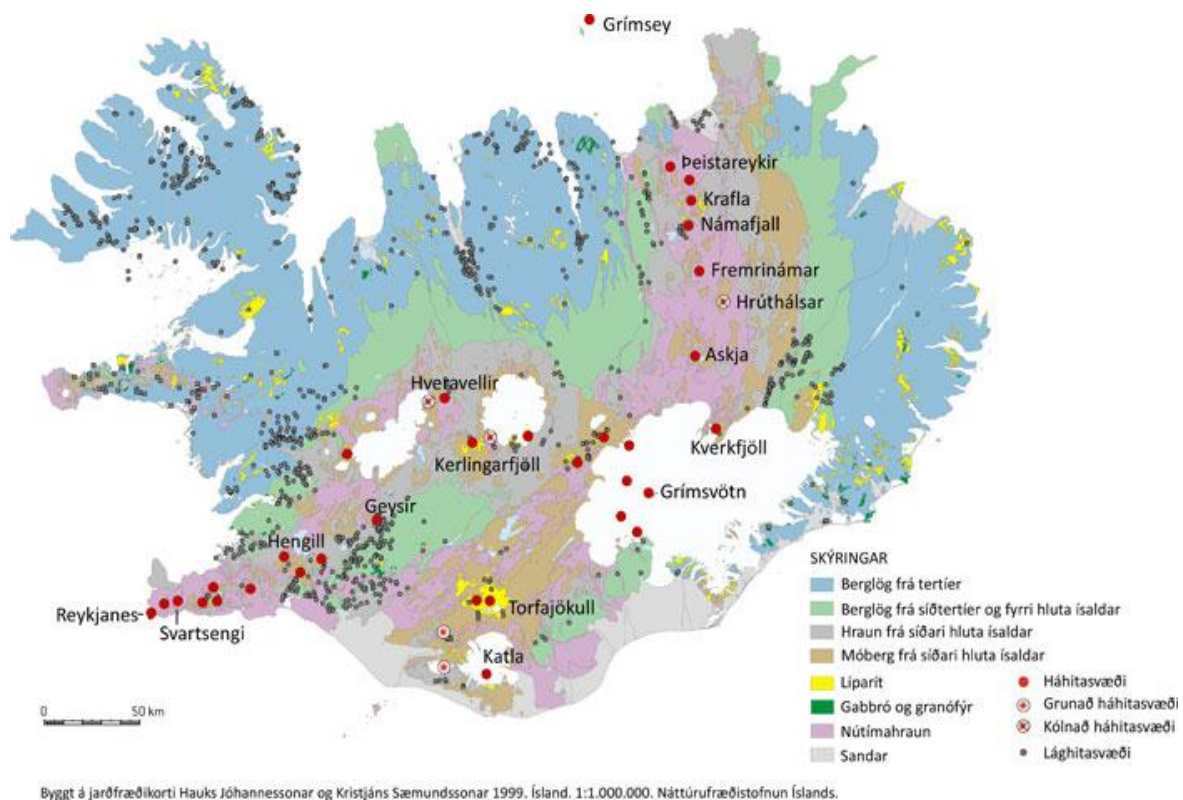 Grímsey
Þeistareykir
Krafla
Námafjall
Fremrinámar
Hrúthálsar
Askja
Hveravellir
Kverkfjöll
Kerlingarfjöll
Grímsvötn
Geysir
Hengill
Reykjanes
Svartsengi
Torfajökull
Katla
0 50 km
SKÝRINGAR
Berglög frá tertíer
Berglög frá síðtertíer og fyrri hluta ísaldar
Hraun frá síðari hluta ísaldar
Móberg frá síðari hluta ísaldar
Líparít
Gabbró og granófýr
Nútímahraun
Sandar
Háhitasvæði
Grunað háhitasvæði
Kólnað háhitasvæði
Lághitasvæði
Byggt á jarðfræðikorti Hauks Jóhannessonar og Kristjáns Sæmundssonar 1999. Ísland. 1:1.000.000. Náttúrufræðistofnun Íslands.